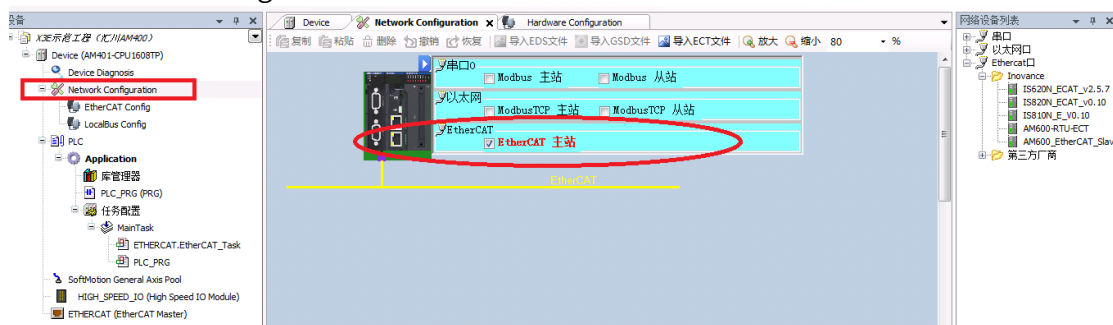 设备
Device
Network Configuration
Hardware Configuration
网络设备列表
X3E示范工程 (汇川AM400)
Device (AM401-CPU1608TP)
Device Diagnosis
Network Configuration
EtherCAT Config
LocalBus Config
PLC
Application
库管理器
PLC_PRG (PRG)
任务配置
MainTask
ETHERCAT.EtherCAT_Task
PLC_PRG
SoftMotion General Axis Pool
HIGH_SPEED_IO (High Speed IO Module)
ETHERCAT (EtherCAT Master)
复制 粘贴 删除 撤销 恢复 导入EDS文件 导入GSD文件 导入ECT文件 放大 缩小 80 %
串口0
Modbus 主站 Modbus 从站
以太网
ModbusTCP 主站 ModbusTCP 从站
EtherCAT
EtherCAT 主站
EtherCAT
串口
以太网口
Ethercat口
Inovance
IS620N_ECAT_v2.5.7
IS820N_ECAT_v0.10
IS810N_E_V0.10
AM600-RTU-ECT
AM600_EtherCAT_Slav
第三方厂商